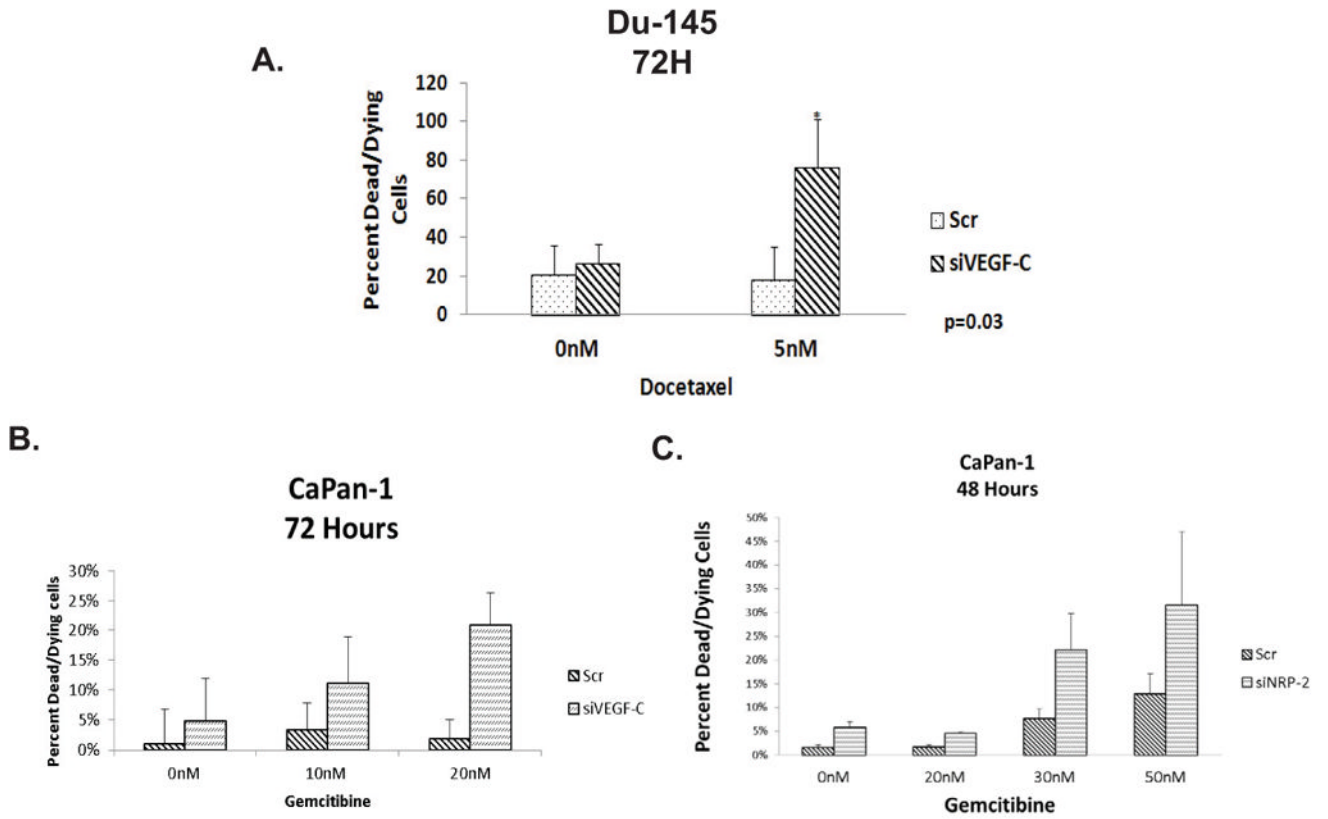 Du-145
72H
A.
Percent Dead/Dying
Cells
120
100
80
60
40
20
0
*
0nM
5nM
Docetaxel
Scr
siVEGF-C
p=0.03
B.
CaPan-1
72 Hours
Percent Dead/Dying cells
30%
25%
20%
15%
10%
5%
0%
0nM
10nM
20nM
Gemcitibine
Scr
siVEGF-C
C.
CaPan-1
48 Hours
Percent Dead/Dying Cells
50%
45%
40%
35%
30%
25%
20%
15%
10%
5%
0%
0nM
20nM
30nM
50nM
Gemcitibine
Scr
siNRP-2